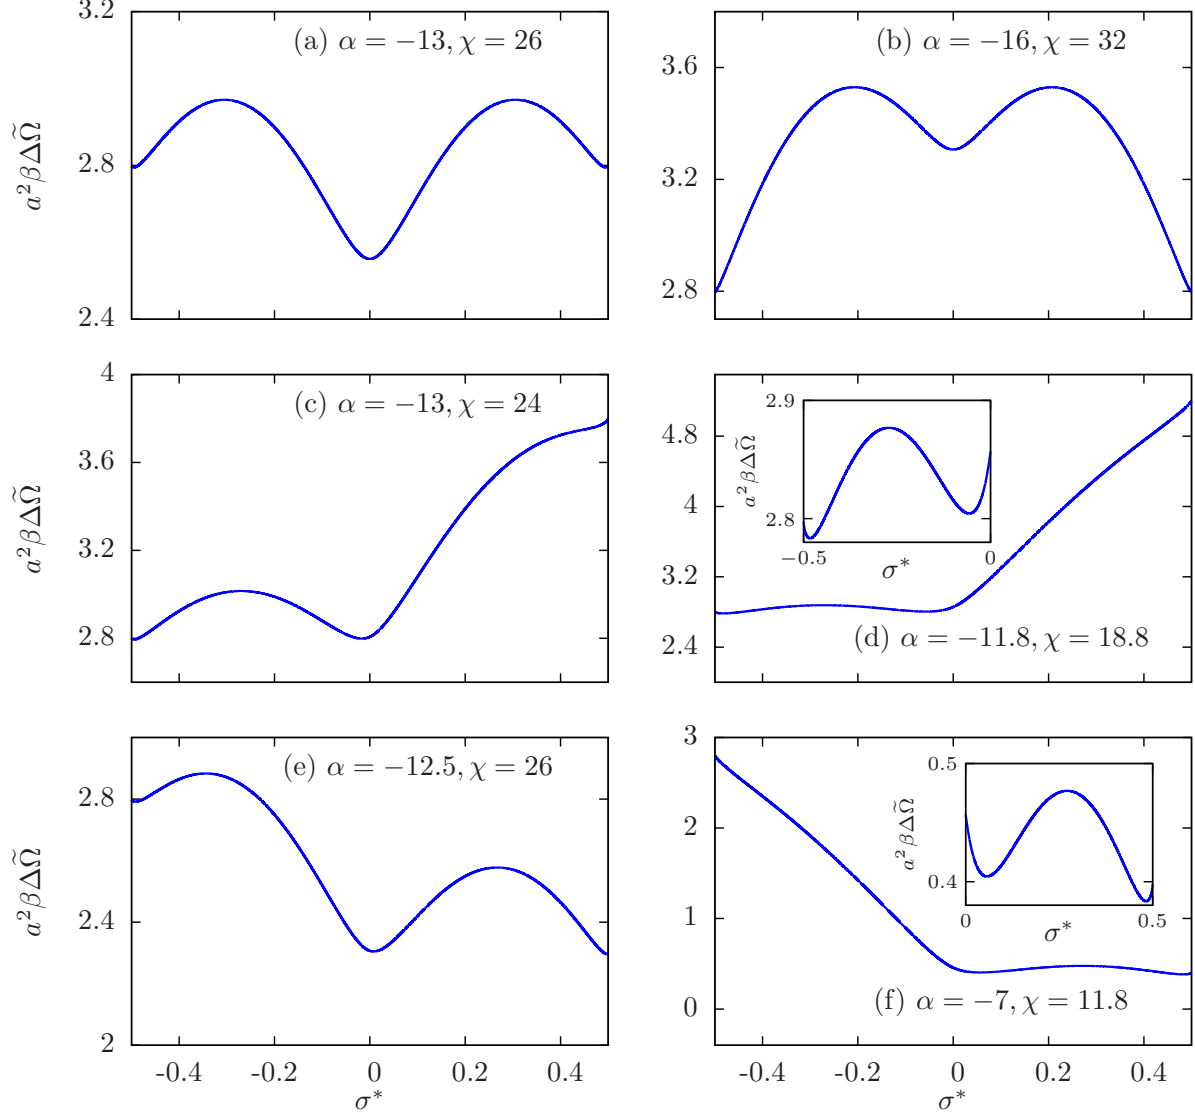 (a) α = −13, χ = 26
3.2
2.8
2.4
a²βΔΩ̃
(b) α = −16, χ = 32
3.6
3.2
2.8
(c) α = −13, χ = 24
4
3.6
3.2
2.8
a²βΔΩ̃
4.8
4
3.2
2.4
2.9
2.8
a²βΔΩ̃
−0.5 0
σ*
(d) α = −11.8, χ = 18.8
(e) α = −12.5, χ = 26
2.8
2.4
2
a²βΔΩ̃
-0.4 -0.2 0 0.2 0.4
σ*
3
2
1
0
0.5
0.4
a²βΔΩ̃
0 0.5
σ*
(f) α = −7, χ = 11.8
-0.4 -0.2 0 0.2 0.4
σ*